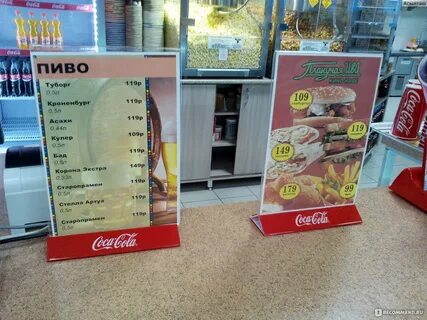 ПИВО
Туборг 119р
0,5л
Кроненбург 119р
0,5л
Асахи 119р
0,44л
Купер 109р
0,5л
Бад 119р
0,5л
Корона Экстра 149р
0,33л
Старопрамен 119р
0,5л
Стелла Артуа 119р
0,5л
Старопрамен 119р
Coca-Cola
109
119
149
179
99
Coca-Cola
Coca-Cola
RECOMMEND.RU